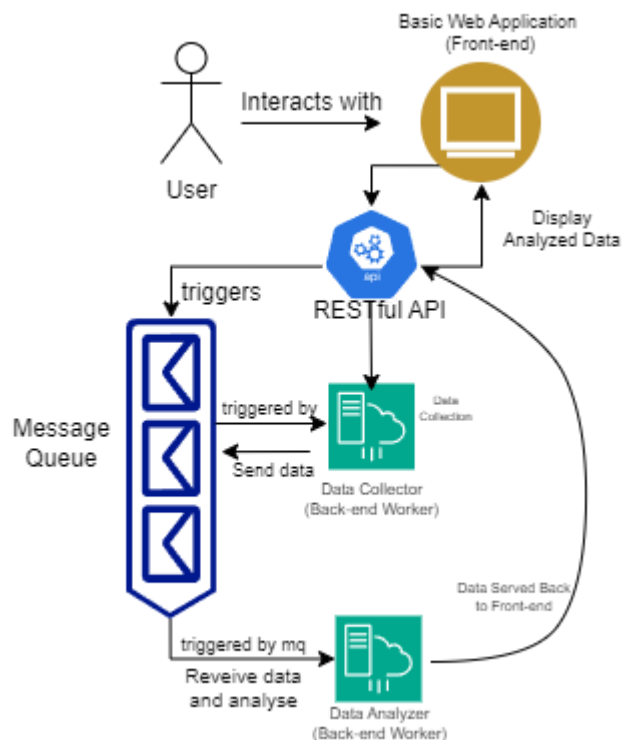 Basic Web Application
(Front-end)
Interacts with
User
Display
Analyzed Data
api
RESTful API
triggers
Message
Queue
triggered by
Send data
Data
Collection
Data Collector
(Back-end Worker)
Data Served Back
to Front-end
triggered by mq
Reveive data
and analyse
Data Analyzer
(Back-end Worker)